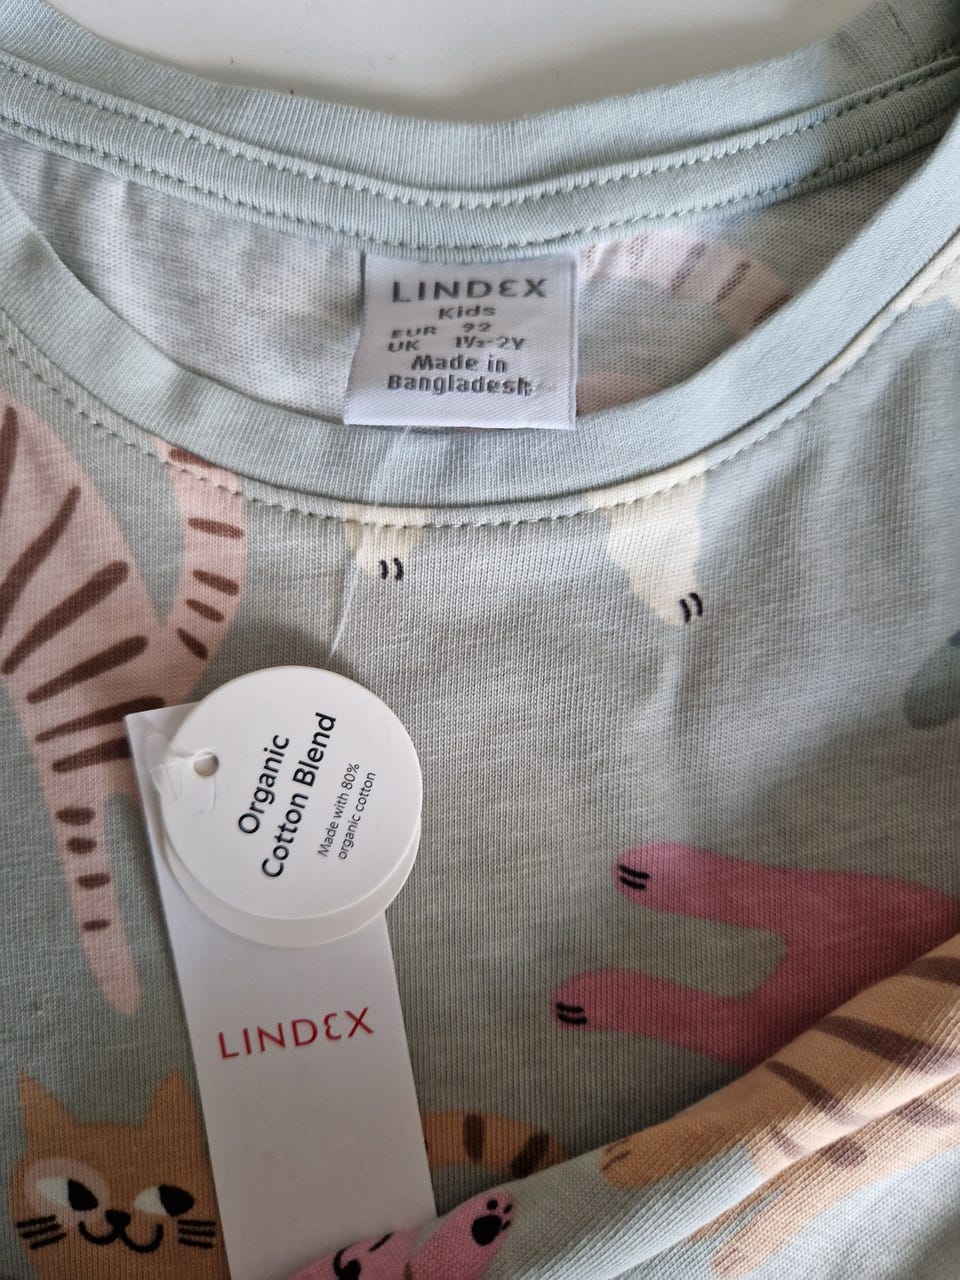 LINDEX
Kids
EUR 92
UK 1½-2Y
Made in
Bangladesh
Organic
Cotton Blend
Made with 80%
organic cotton
LINDEX